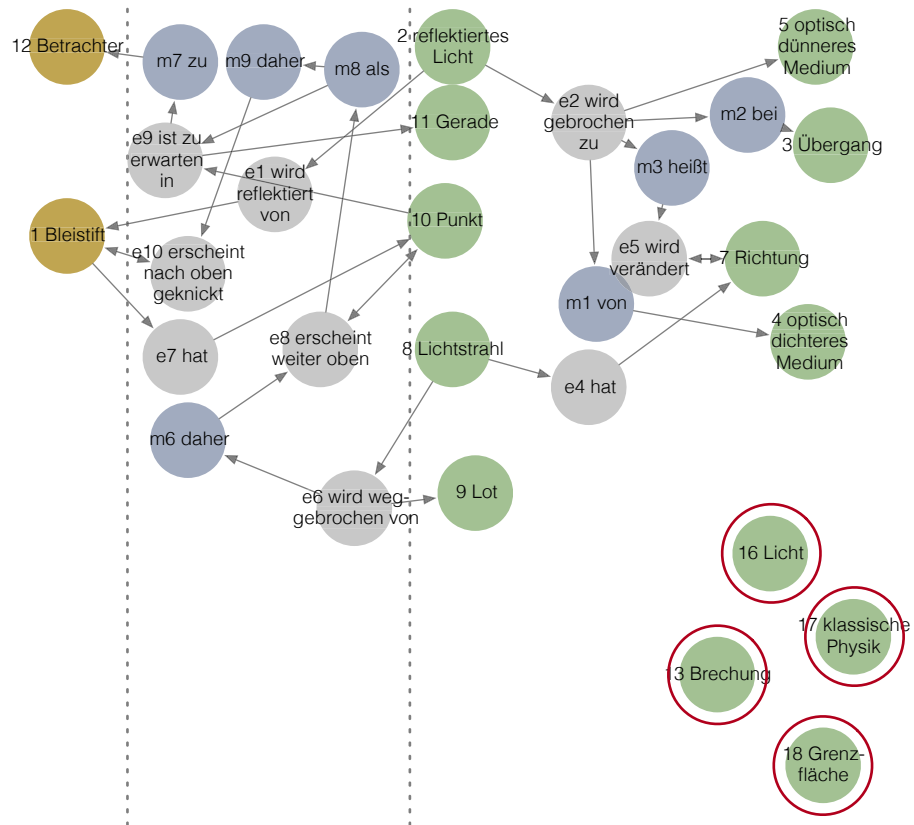 12 Betrachter
m7 zu
m9 daher
m8 als
2 reflektiertes
Licht
5 optisch
dünneres
Medium
e2 wird
gebrochen
zu
m2 bei
11 Gerade
e9 ist zu
erwarten
in
3 Übergang
m3 heißt
e1 wird
reflektiert
von
10 Punkt
1 Bleistift
e10 erscheint
nach oben
geknickt
e5 wird
verändert
7 Richtung
m1 von
e7 hat
e8 erscheint
weiter oben
8 Lichtstrahl
4 optisch
dichteres
Medium
e4 hat
m6 daher
e6 wird weg-
gebrochen von
9 Lot
16 Licht
17 klassische
Physik
13 Brechung
18 Grenz-
fläche